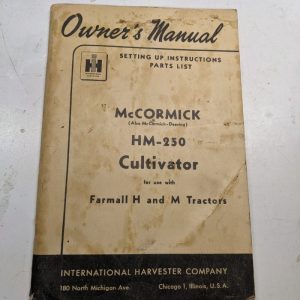 Owner's Manual
SETTING UP INSTRUCTIONS
PARTS LIST
IH
McCORMICK
(Also McCormick-Deering)
HM-250
Cultivator
for use with
Farmall H and M Tractors
INTERNATIONAL HARVESTER COMPANY
180 North Michigan Ave.
Chicago 1, Illinois, U.S.A.